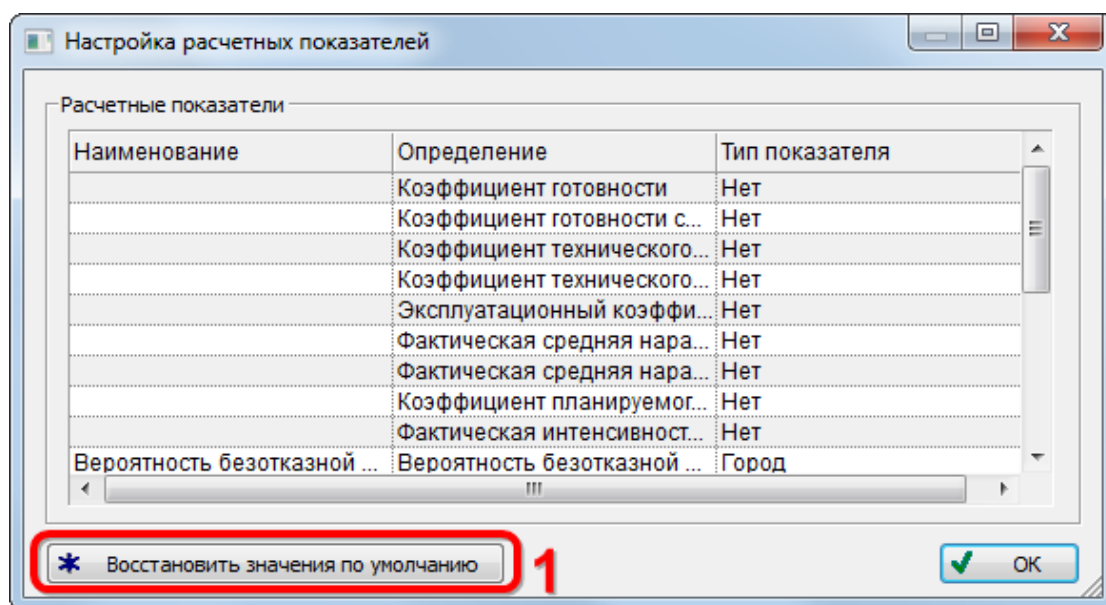 Настройка расчетных показателей
Расчетные показатели
Наименование Определение Тип показателя
Коэффициент готовности Нет
Коэффициент готовности с... Нет
Коэффициент технического... Нет
Коэффициент технического... Нет
Эксплуатационный коэффи... Нет
Фактическая средняя нара... Нет
Фактическая средняя нара... Нет
Коэффициент планируемог... Нет
Фактическая интенсивност... Нет
Вероятность безотказной ... Вероятность безотказной ... Город
Восстановить значения по умолчанию 1 OK